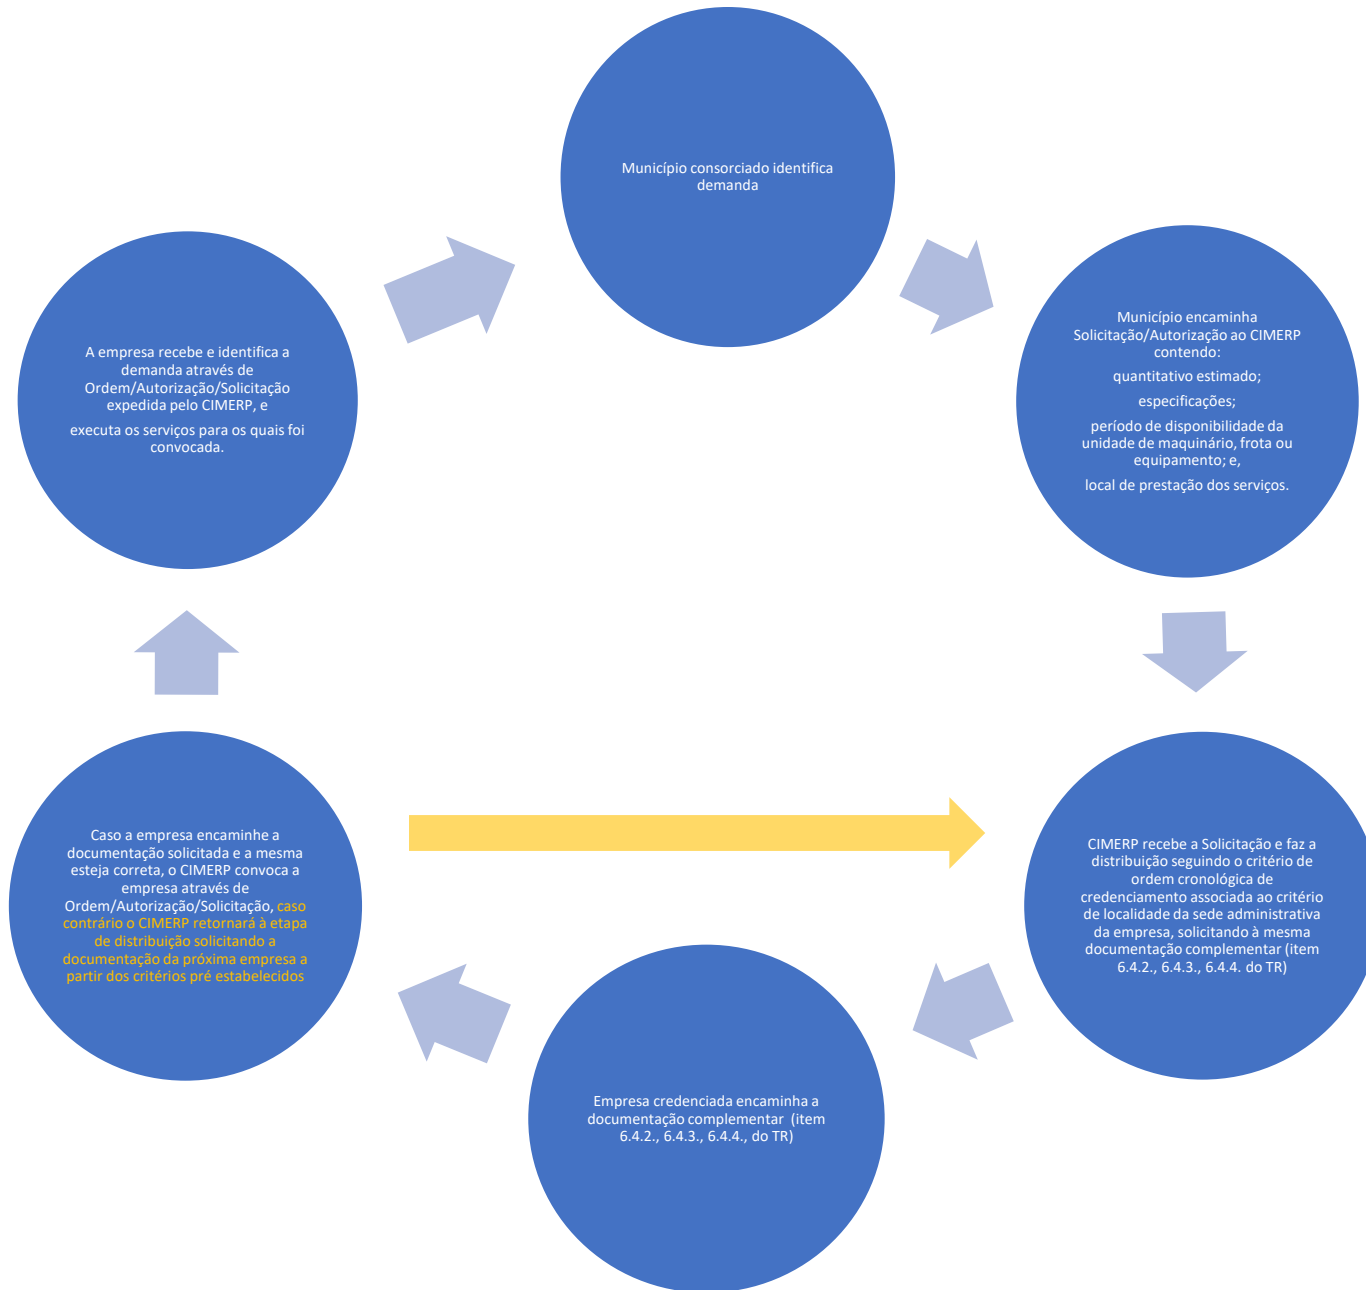 Município consorciado identifica
demanda
Município encaminha
Solicitação/Autorização ao CIMERP
contendo:
quantitativo estimado;
especificações;
período de disponibilidade da
unidade de maquinário, frota ou
equipamento; e,
local de prestação dos serviços.
CIMERP recebe a Solicitação e faz a
distribuição seguindo o critério de
ordem cronológica de
credenciamento associada ao critério
de localidade da sede administrativa
da empresa, solicitando à mesma
documentação complementar (item
6.4.2., 6.4.3., 6.4.4. do TR)
Empresa credenciada encaminha a
documentação complementar (item
6.4.2., 6.4.3., 6.4.4., do TR)
Caso a empresa encaminhe a
documentação solicitada e a mesma
esteja correta, o CIMERP convoca a
empresa através de
Ordem/Autorização/Solicitação, caso
contrário o CIMERP retornará à etapa
de distribuição solicitando a
documentação da próxima empresa a
partir dos critérios pré estabelecidos
A empresa recebe e identifica a
demanda através de
Ordem/Autorização/Solicitação
expedida pelo CIMERP, e
executa os serviços para os quais foi
convocada.